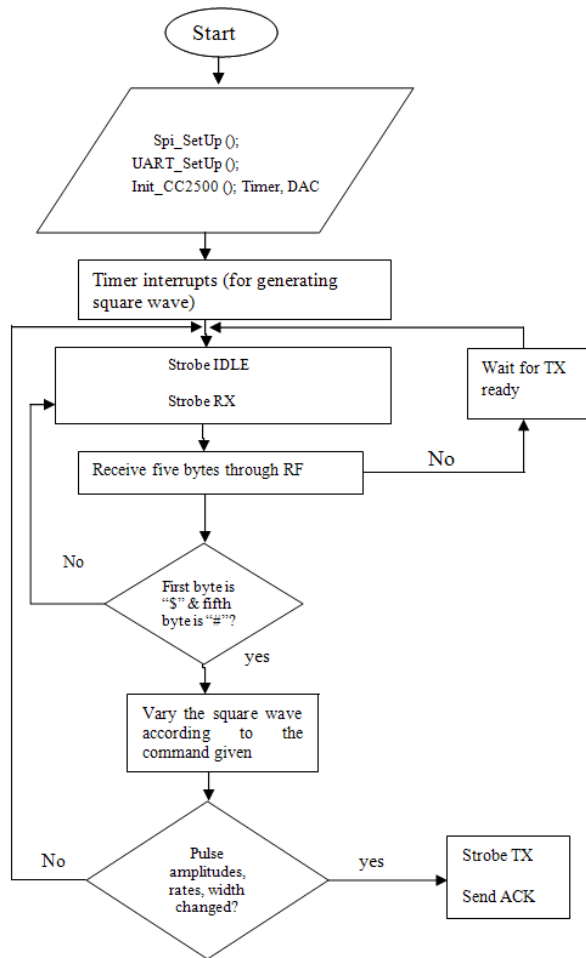 Start
Spi_SetUp ();
UART_SetUp ();
Init_CC2500 (); Timer, DAC
Timer interrupts (for generating
square wave)
Strobe IDLE
Strobe RX
Wait for TX
ready
Receive five bytes through RF
No
No
First byte is
“$” & fifth
byte is “#”?
yes
Vary the square wave
according to the
command given
No
Pulse
amplitudes,
rates, width
changed?
yes
Strobe TX
Send ACK